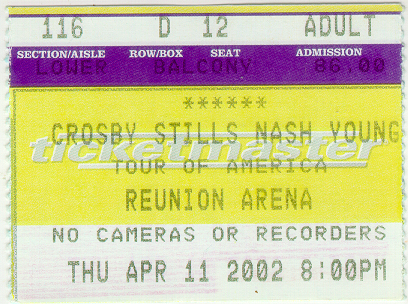 116 D 12 ADULT
SECTION/AISLE ROW/BOX SEAT ADMISSION
LOWER BALCONY 86.00
******
CROSBY STILLS NASH YOUNG
ticketmaster
TOUR OF AMERICA
REUNION ARENA
NO CAMERAS OR RECORDERS
THU APR 11 2002 8:00PM